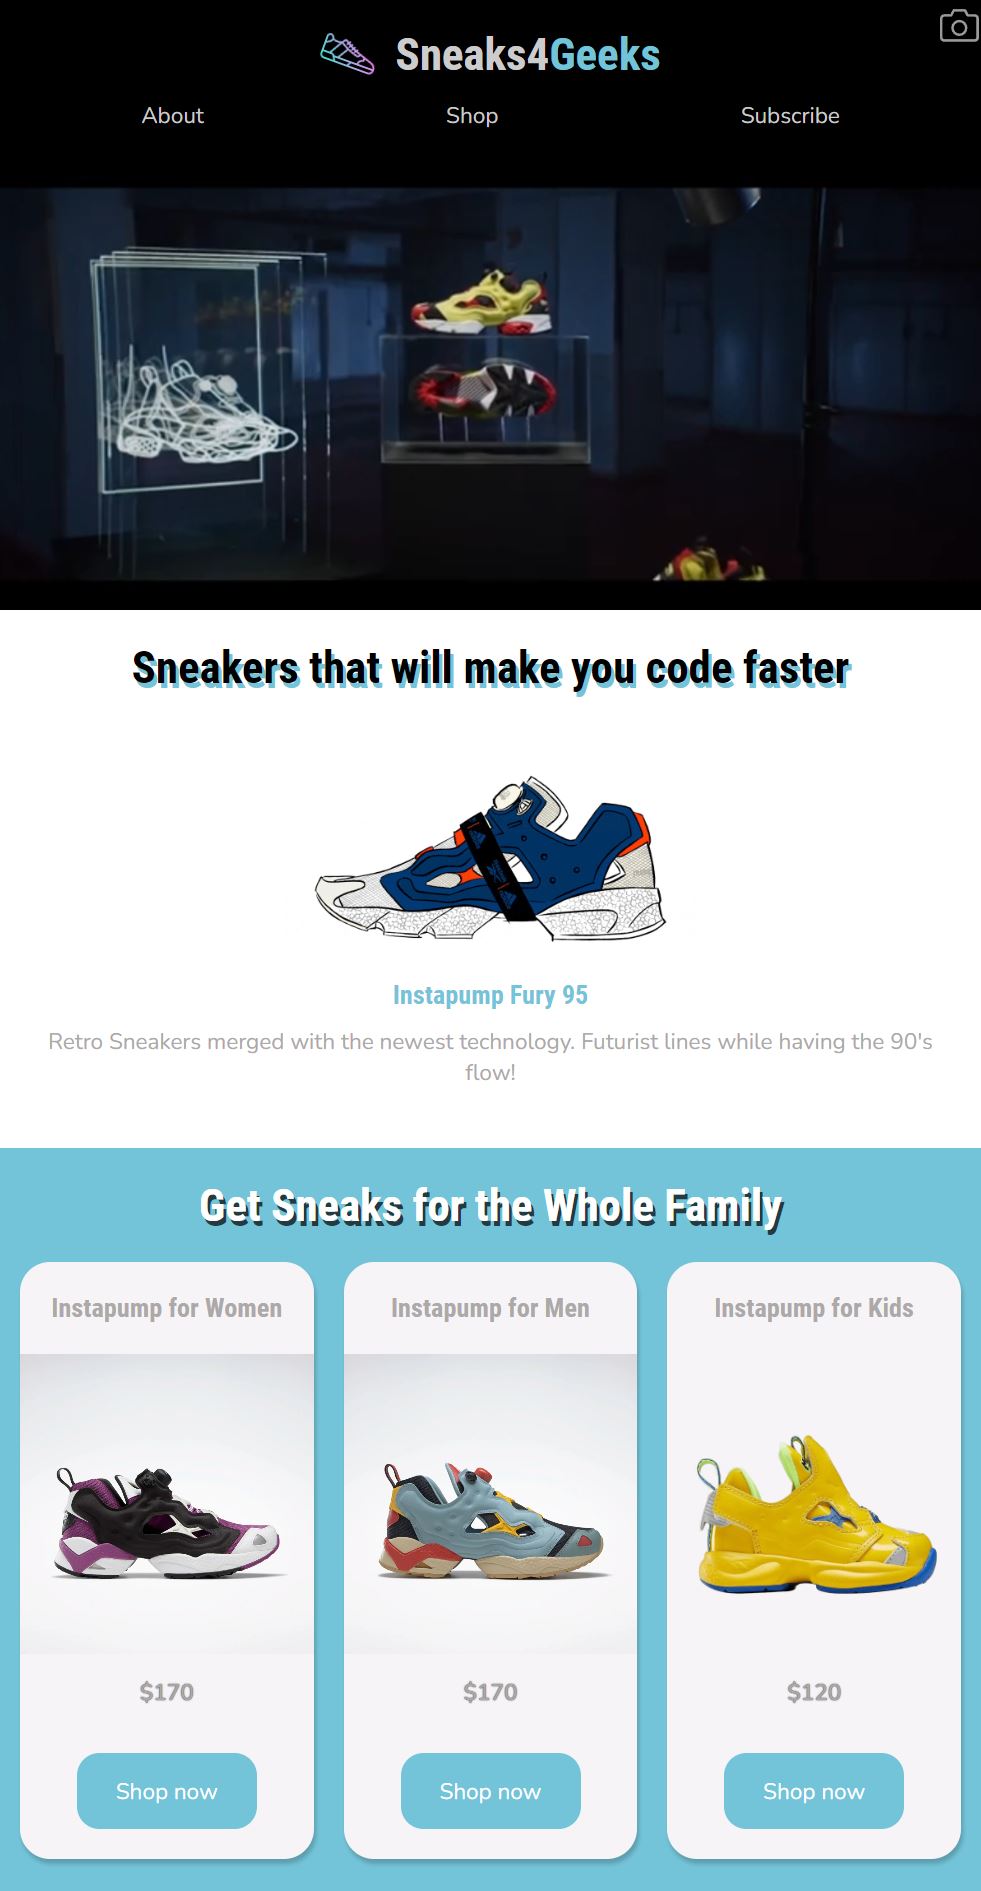 Sneaks4Geeks
About Shop Subscribe
Sneakers that will make you code faster
Instapump Fury 95
Retro Sneakers merged with the newest technology. Futurist lines while having the 90's
flow!
Get Sneaks for the Whole Family
Instapump for Women
$170
Shop now
Instapump for Men
$170
Shop now
Instapump for Kids
$120
Shop now